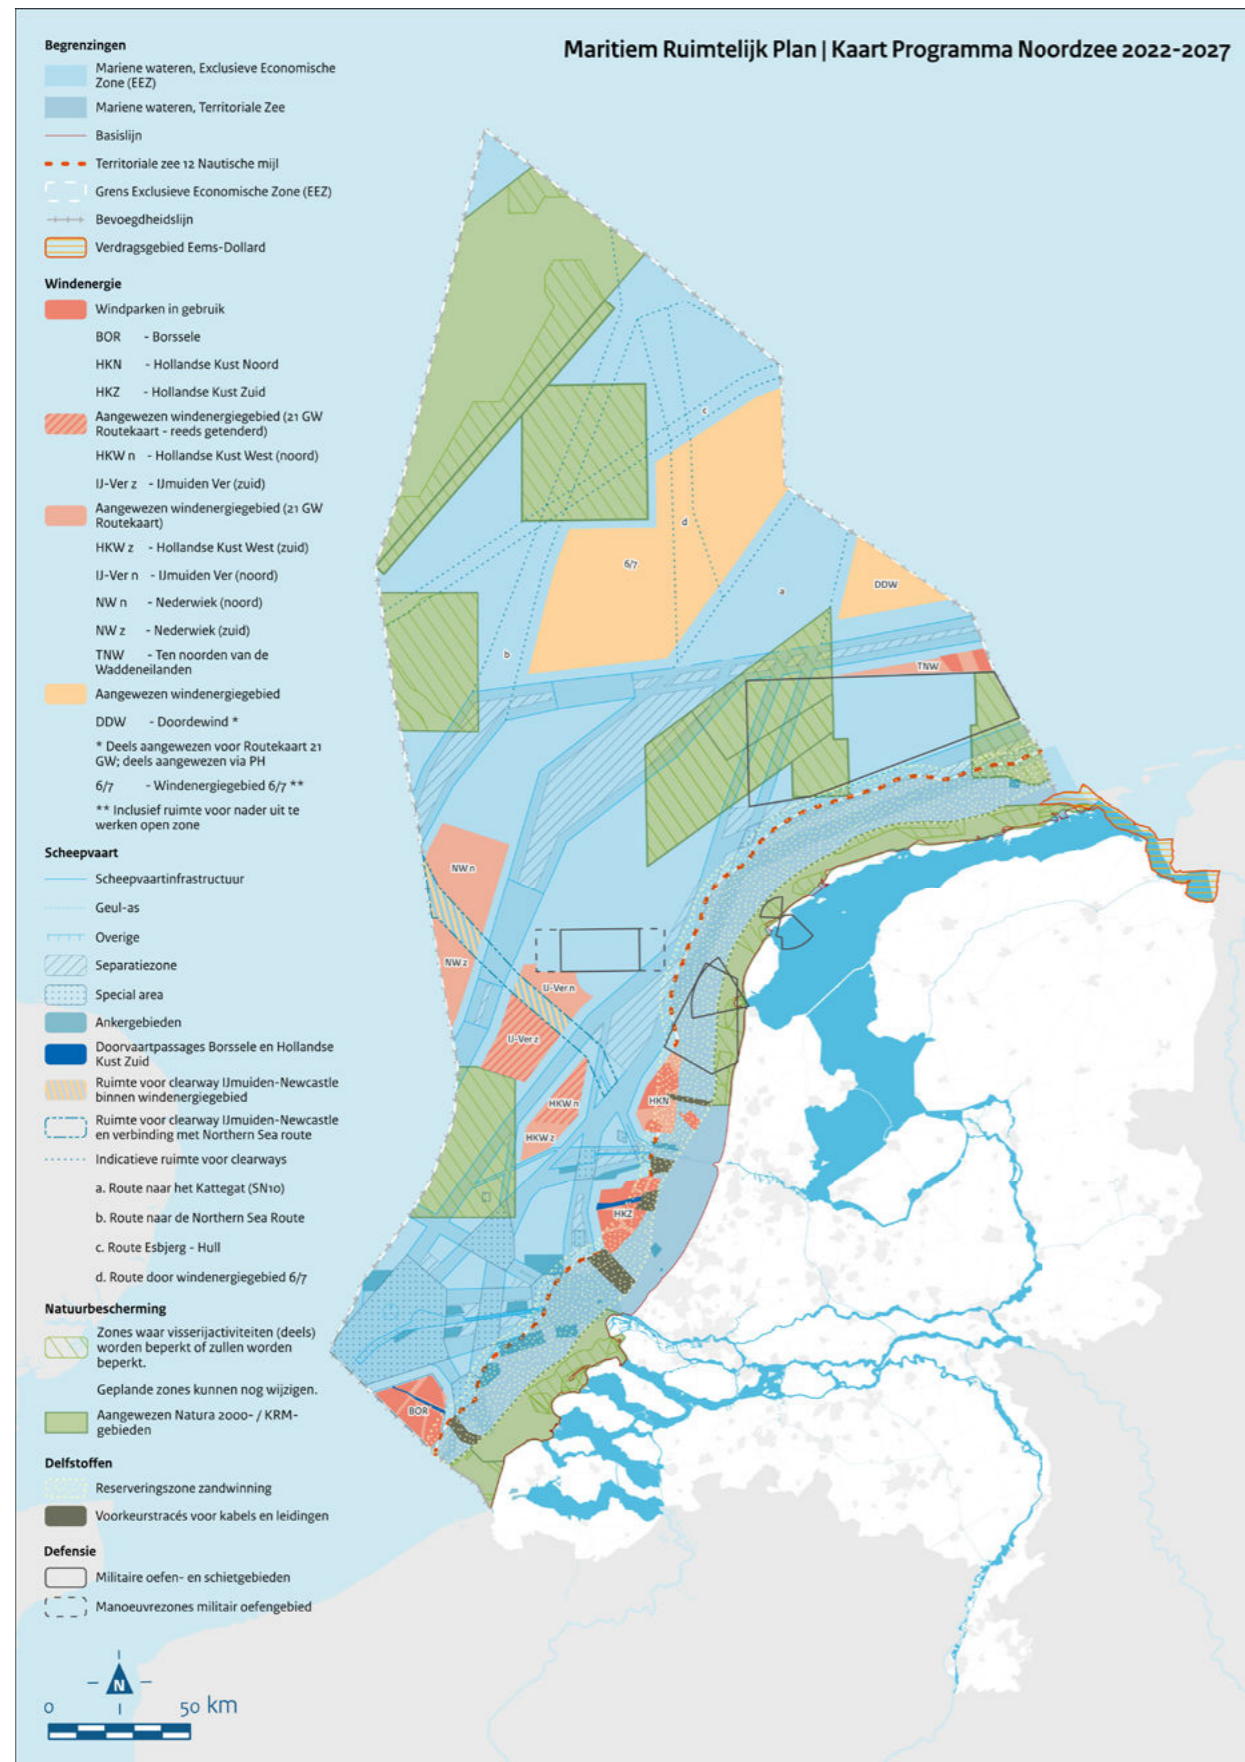 Maritiem Ruimtelijk Plan | Kaart Programma Noordzee 2022-2027
Begrenzingen
Mariene wateren, Exclusieve Economische
Zone (EEZ)
Mariene wateren, Territoriale Zee
Basislijn
Territoriale zee 12 Nautische mijl
Grens Exclusieve Economische Zone (EEZ)
Bevoegdheidslijn
Verdragsgebied Eems-Dollard
Windenergie
Windparken in gebruik
BOR - Borssele
HKN - Hollandse Kust Noord
HKZ - Hollandse Kust Zuid
Aangewezen windenergiegebied (21 GW
Routekaart - reeds getenderd)
HKW n - Hollandse Kust West (noord)
IJ-Ver z - IJmuiden Ver (zuid)
Aangewezen windenergiegebied (21 GW
Routekaart)
HKW z - Hollandse Kust West (zuid)
IJ-Ver n - IJmuiden Ver (noord)
NW n - Nederwiek (noord)
NW z - Nederwiek (zuid)
TNW - Ten noorden van de
Waddeneilanden
Aangewezen windenergiegebied
DDW - Doordewind *
* Deels aangewezen voor Routekaart 21
GW; deels aangewezen via PH
6/7 - Windenergiegebied 6/7 **
** Inclusief ruimte voor nader uit te
werken open zone
Scheepvaart
Scheepvaartinfrastructuur
Geul-as
Overige
Separatiezone
Special area
Ankergebieden
Doorvaartpassages Borssele en Hollandse
Kust Zuid
Ruimte voor clearway IJmuiden-Newcastle
binnen windenergiegebied
Ruimte voor clearway IJmuiden-Newcastle
en verbinding met Northern Sea route
Indicatieve ruimte voor clearways
a. Route naar het Kattegat (SN10)
b. Route naar de Northern Sea Route
c. Route Esbjerg - Hull
d. Route door windenergiegebied 6/7
Natuurbescherming
Zones waar visserijactiviteiten (deels)
worden beperkt of zullen worden
beperkt.
Geplande zones kunnen nog wijzigen.
Aangewezen Natura 2000- / KRM-
gebieden
Delfstoffen
Reserveringszone zandwinning
Voorkeurstracés voor kabels en leidingen
Defensie
Militaire oefen- en schietgebieden
Manoeuvrezones militair oefengebied
N
0 50 km
c
d
6/7
a
DDW
b
TNW
NW n
NW z
IJ-Ver n
IJ-Ver z
HKW n
HKN
HKW z
HKZ
BOR